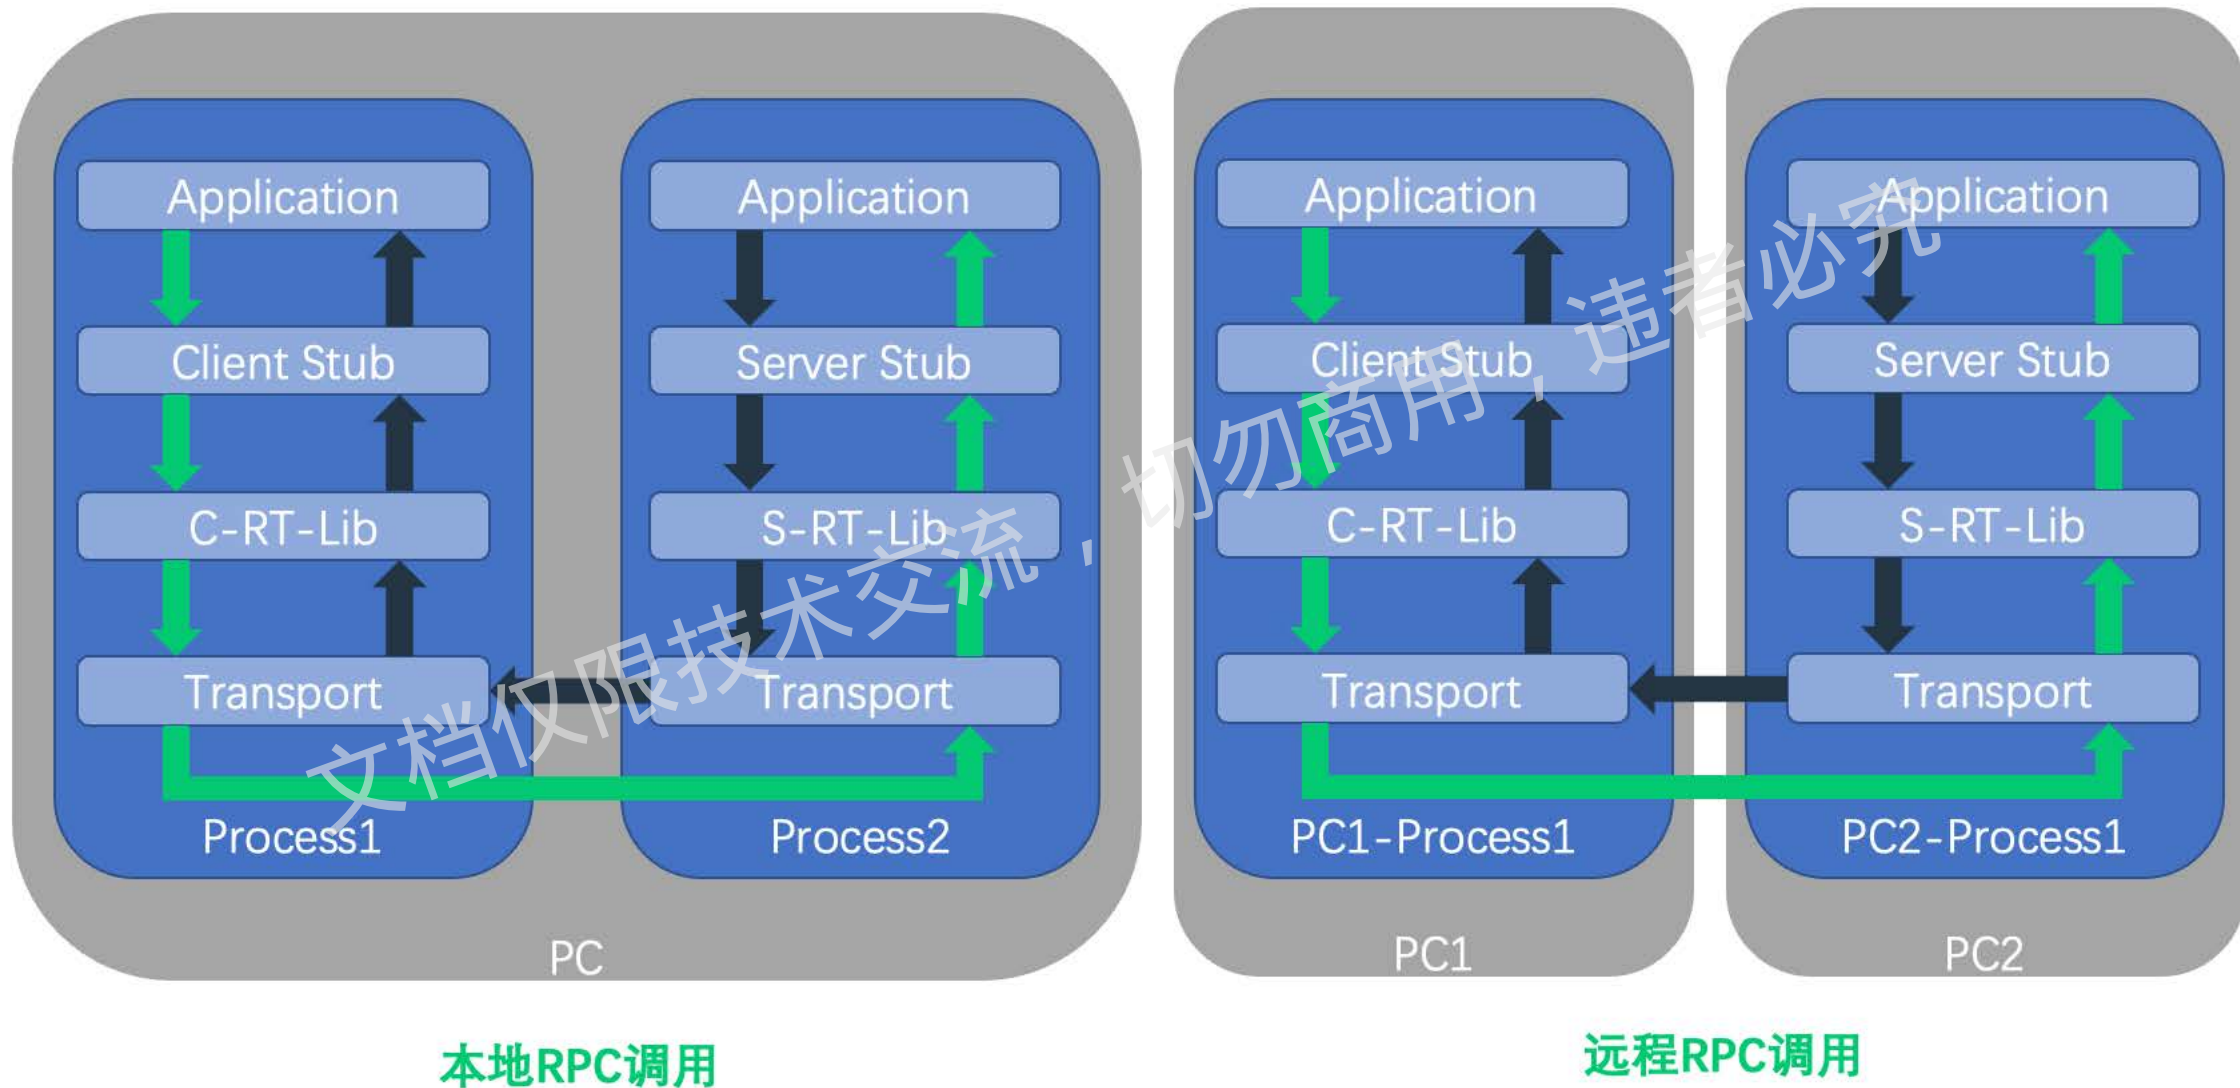 Application
Client Stub
C-RT-Lib
Transport
Process1
Application
Server Stub
S-RT-Lib
Transport
Process2
PC
本地RPC调用
Application
Client Stub
C-RT-Lib
Transport
PC1-Process1
PC1
Application
Server Stub
S-RT-Lib
Transport
PC2-Process1
PC2
远程RPC调用
文档仅限技术交流，切勿商用，违者必究